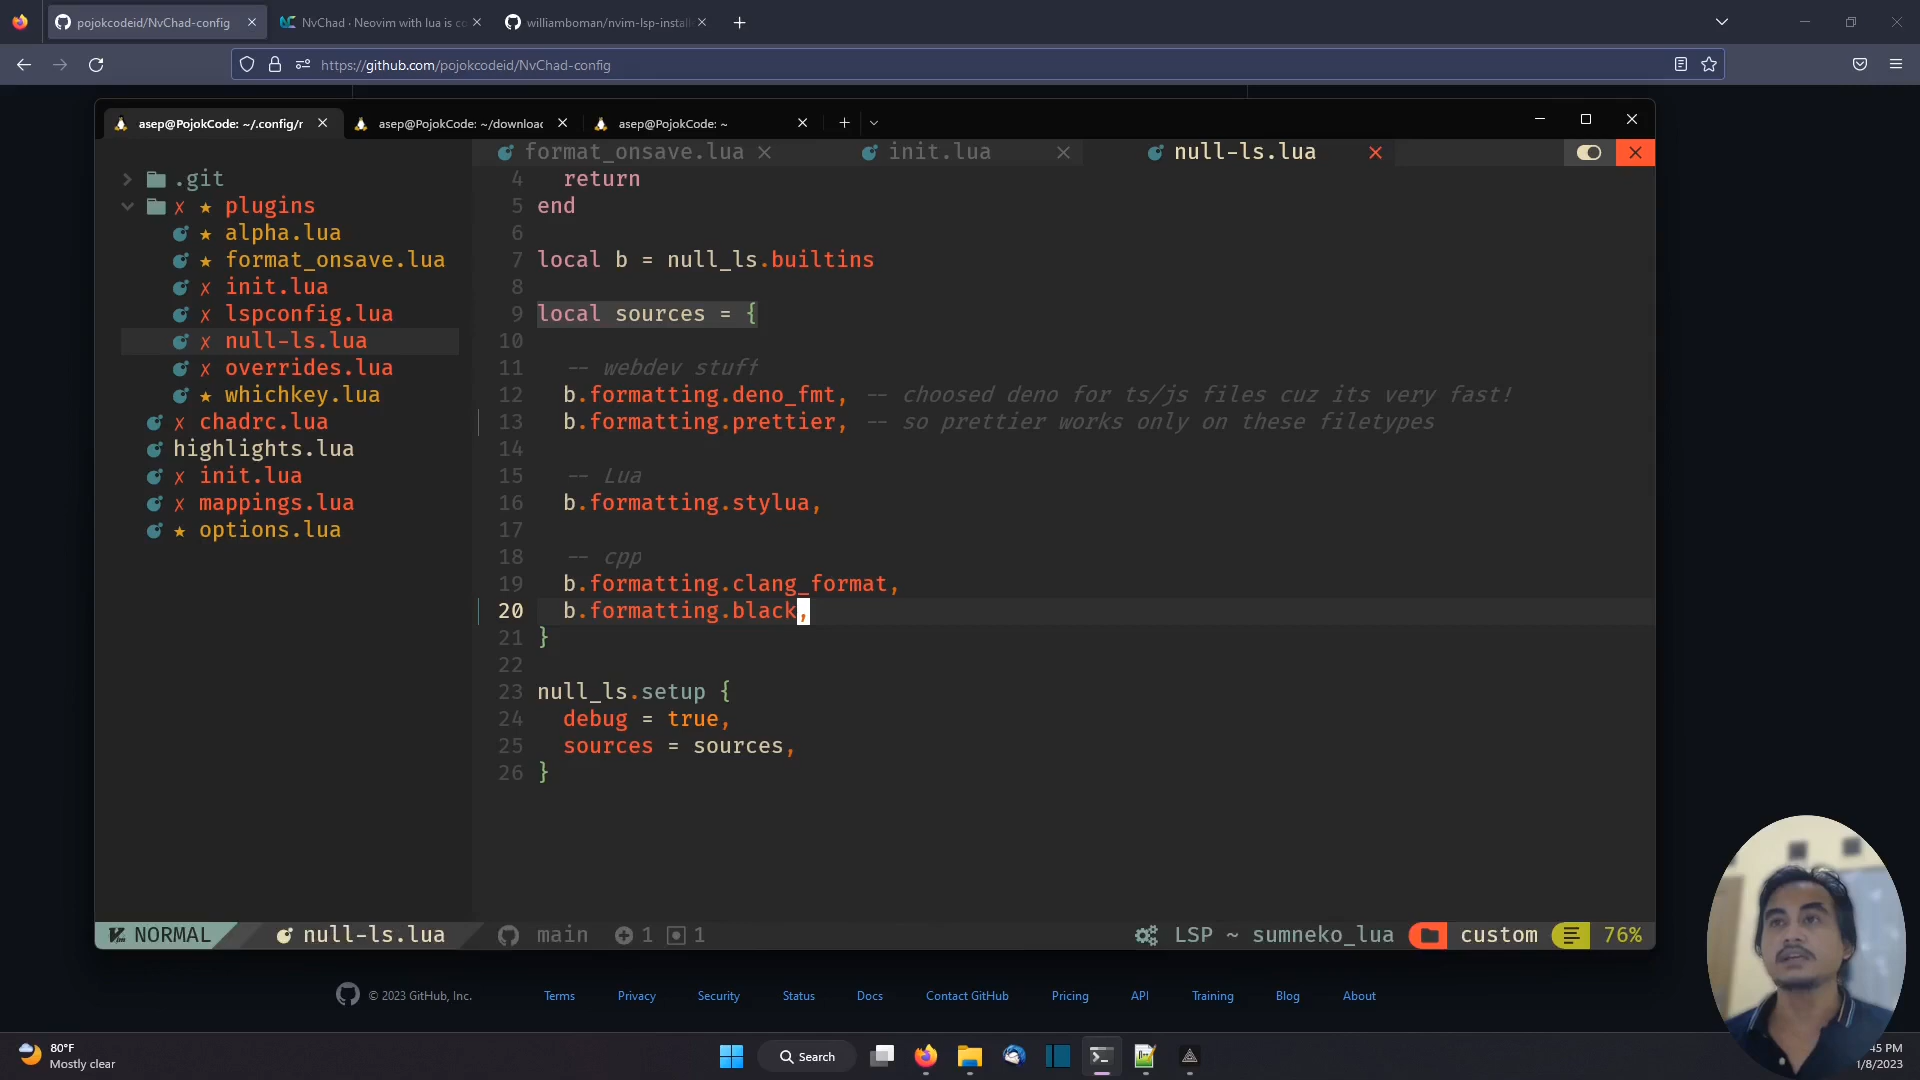 pojokcodeid/NvChad-config
NvChad · Neovim with lua is co
williamboman/nvim-lsp-install
https://github.com/pojokcodeid/NvChad-config
asep@PojokCode: ~/.config/r
asep@PojokCode: ~/downloac
asep@PojokCode: ~
format_onsave.lua
init.lua
null-ls.lua
.git
plugins
alpha.lua
format_onsave.lua
init.lua
lspconfig.lua
null-ls.lua
overrides.lua
whichkey.lua
chadrc.lua
highlights.lua
init.lua
mappings.lua
options.lua
4 return
5 end
6
7 local b = null_ls.builtins
8
9 local sources = {
10
11 -- webdev stuff
12 b.formatting.deno_fmt, -- choosed deno for ts/js files cuz its very fast!
13 b.formatting.prettier, -- so prettier works only on these filetypes
14
15 -- Lua
16 b.formatting.stylua,
17
18 -- cpp
19 b.formatting.clang_format,
20 b.formatting.black,
21 }
22
23 null_ls.setup {
24 debug = true,
25 sources = sources,
26 }
NORMAL null-ls.lua main 1 1 LSP ~ sumneko_lua custom 76%
© 2023 GitHub, Inc. Terms Privacy Security Status Docs Contact GitHub Pricing API Training Blog About
80°F
Mostly clear
Search
45 PM
1/8/2023